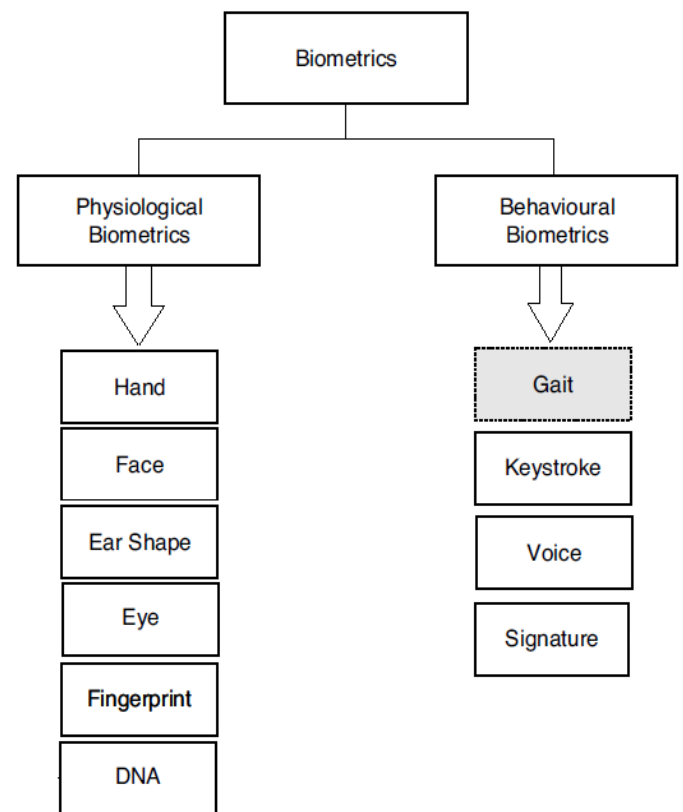 Biometrics
Physiological
Biometrics
Behavioural
Biometrics
Hand
Face
Ear Shape
Eye
Fingerprint
DNA
Gait
Keystroke
Voice
Signature